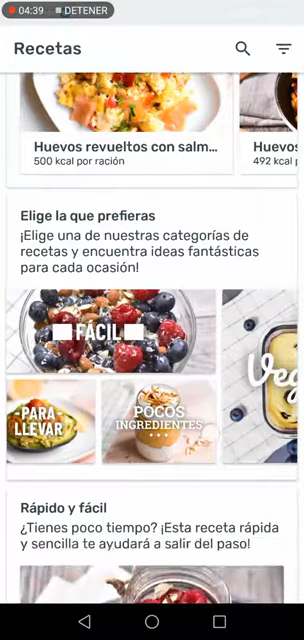 04:39 DETENER
Recetas
Huevos revueltos con salm...
500 kcal por ración
Huevos
492 kcal
Elige la que prefieras
¡Elige una de nuestras categorías de
recetas y encuentra ideas fantásticas
para cada ocasión!
FÁCIL
-PARA
LLEVAR
POCOS
INGREDIENTES
Rápido y fácil
¿Tienes poco tiempo? ¡Esta receta rápida
y sencilla te ayudará a salir del paso!